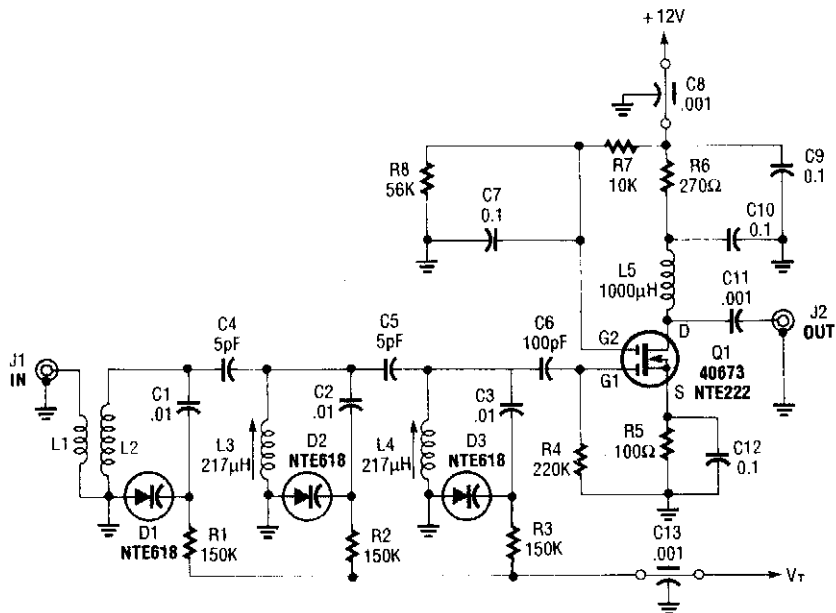 +12V
C8
.001
R8
56K
R7
10K
R6
270Ω
C9
0.1
C7
0.1
C10
0.1
L5
1000µH
C11
.001
J2
OUT
D
G2
G1
S
Q1
40673
NTE222
J1
IN
C4
5pF
C5
5pF
C6
100pF
C1
.01
C2
.01
C3
.01
L1
L2
L3
217µH
D2
NTE618
L4
217µH
D3
NTE618
R4
220K
R5
100Ω
C12
0.1
D1
NTE618
R1
150K
R2
150K
R3
150K
C13
.001
VT